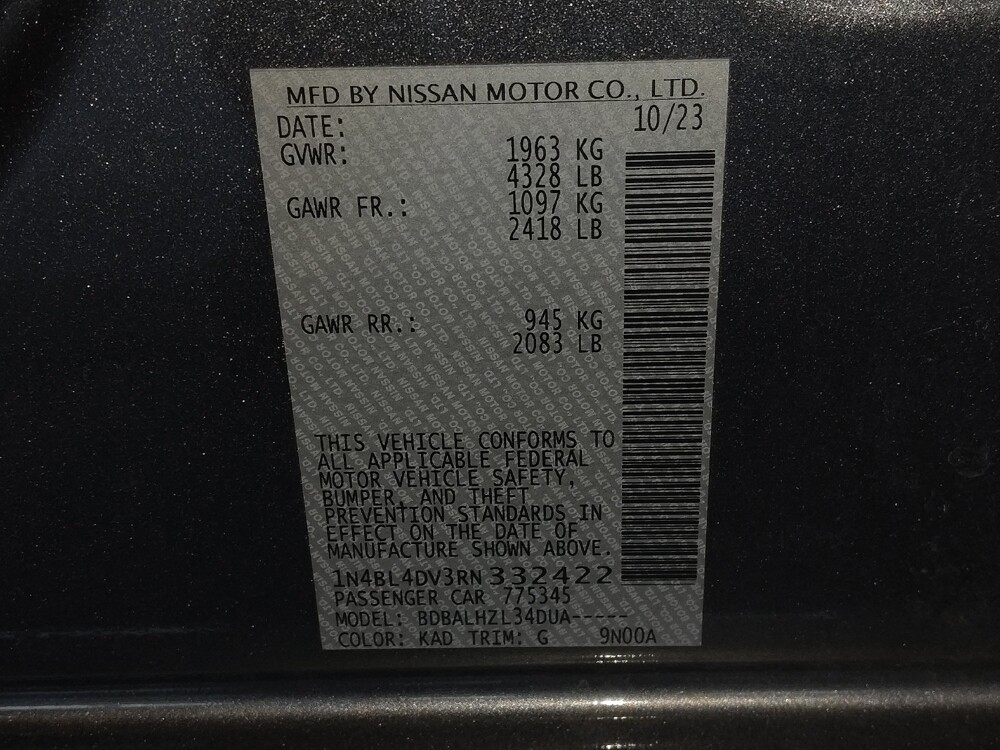 MFD BY NISSAN MOTOR CO., LTD.
DATE: 10/23
GVWR: 1963 KG
4328 LB
GAWR FR.: 1097 KG
2418 LB
GAWR RR.: 945 KG
2083 LB
THIS VEHICLE CONFORMS TO
ALL APPLICABLE FEDERAL
MOTOR VEHICLE SAFETY,
BUMPER, AND THEFT
PREVENTION STANDARDS IN
EFFECT ON THE DATE OF
MANUFACTURE SHOWN ABOVE.
1N4BL4DV3RN 332422
PASSENGER CAR 775345
MODEL: BDBALHZL34DUA-----
COLOR: KAD TRIM: G 9N00A